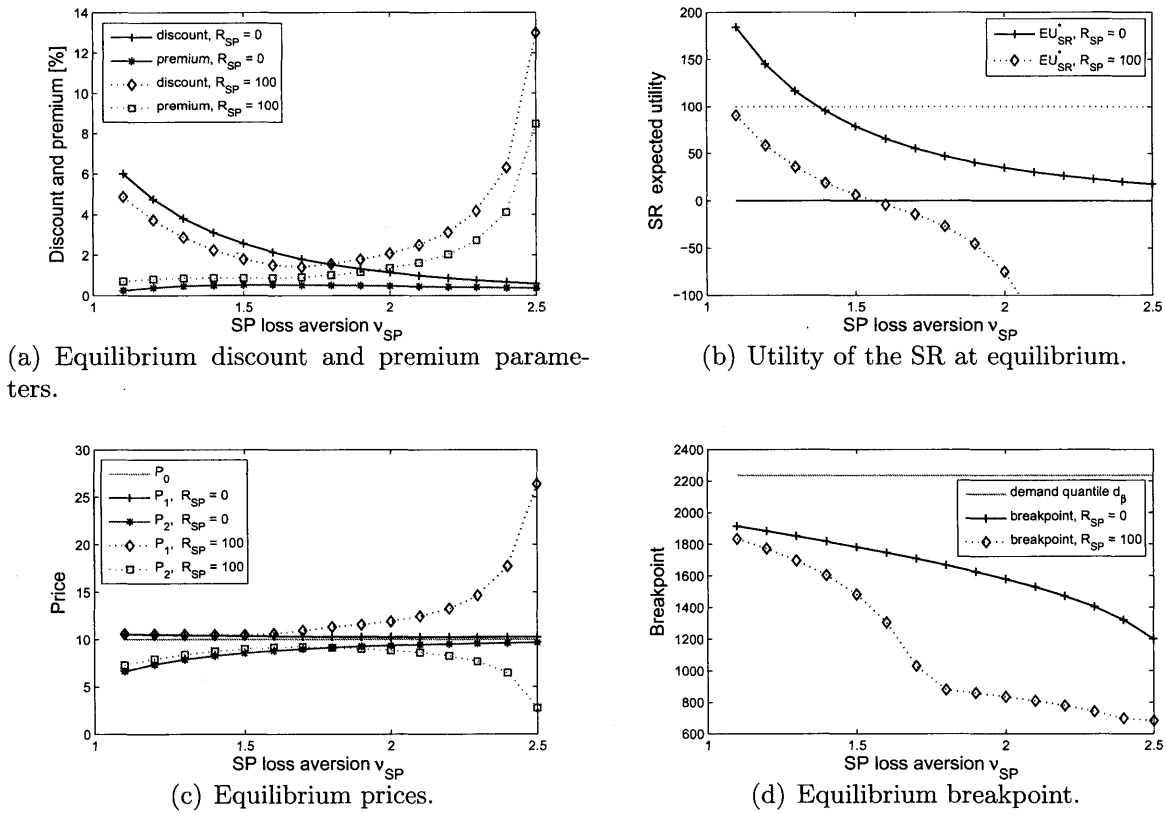 14
12
10
8
6
4
2
0
Discount and premium [%]
discount, R_SP = 0
premium, R_SP = 0
discount, R_SP = 100
premium, R_SP = 100
1
1.5
2
2.5
SP loss aversion ν_SP
(a) Equilibrium discount and premium parame-
ters.
200
150
100
50
0
−50
−100
SR expected utility
EU*_SR, R_SP = 0
EU*_SR, R_SP = 100
1
1.5
2
2.5
SP loss aversion ν_SP
(b) Utility of the SR at equilibrium.
30
25
20
15
10
5
0
Price
P_0
P_1, R_SP = 0
P_2, R_SP = 0
P_1, R_SP = 100
P_2, R_SP = 100
1
1.5
2
2.5
SP loss aversion ν_SP
(c) Equilibrium prices.
2400
2200
2000
1800
1600
1400
1200
1000
800
600
Breakpoint
demand quantile d_β
breakpoint, R_SP = 0
breakpoint, R_SP = 100
1
1.5
2
2.5
SP loss aversion ν_SP
(d) Equilibrium breakpoint.